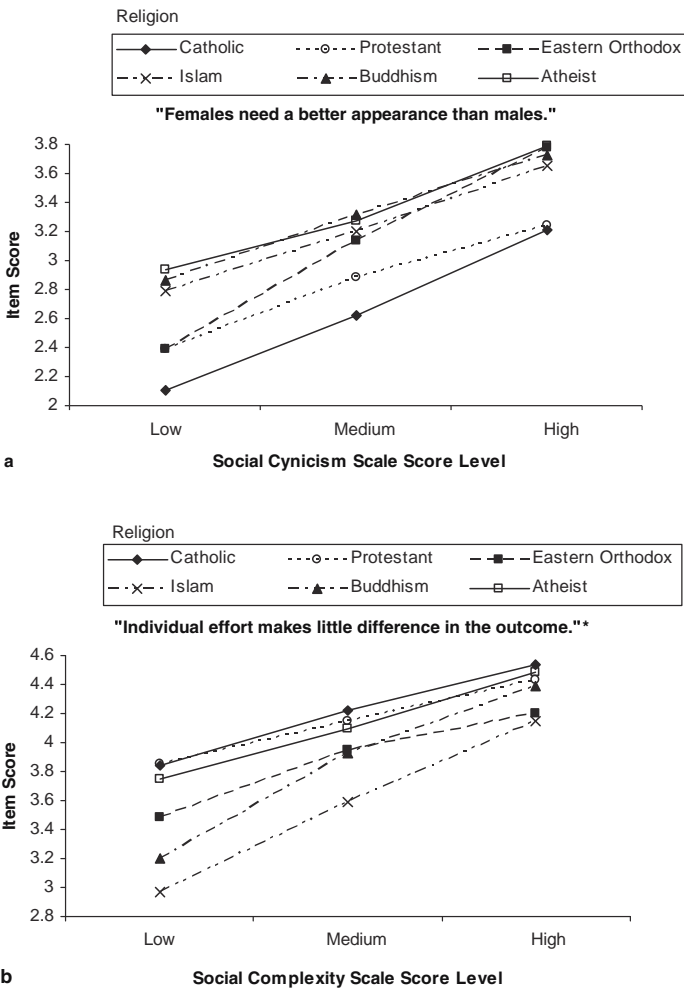 Religion
Catholic Protestant Eastern Orthodox
Islam Buddhism Atheist
"Females need a better appearance than males."
3.8
3.6
3.4
3.2
3
2.8
2.6
2.4
2.2
2
Item Score
Low Medium High
a Social Cynicism Scale Score Level
Religion
Catholic Protestant Eastern Orthodox
Islam Buddhism Atheist
"Individual effort makes little difference in the outcome."*
4.6
4.4
4.2
4
3.8
3.6
3.4
3.2
3
2.8
Item Score
Low Medium High
b Social Complexity Scale Score Level